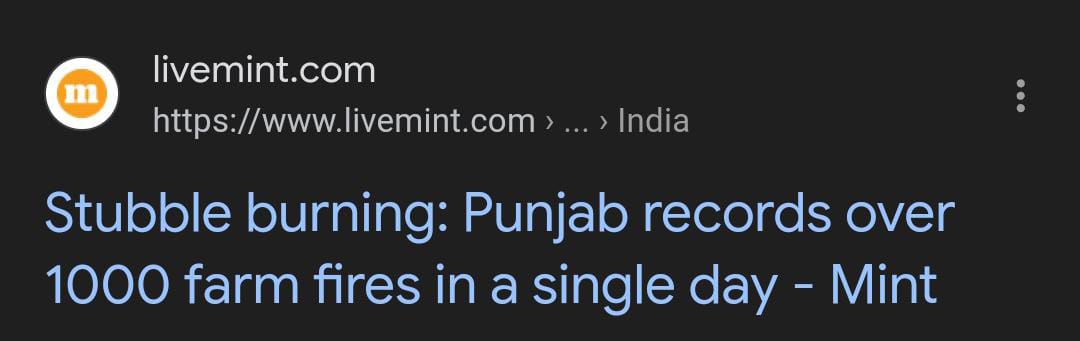 m
livemint.com
https://www.livemint.com › ... › India
Stubble burning: Punjab records over
1000 farm fires in a single day - Mint